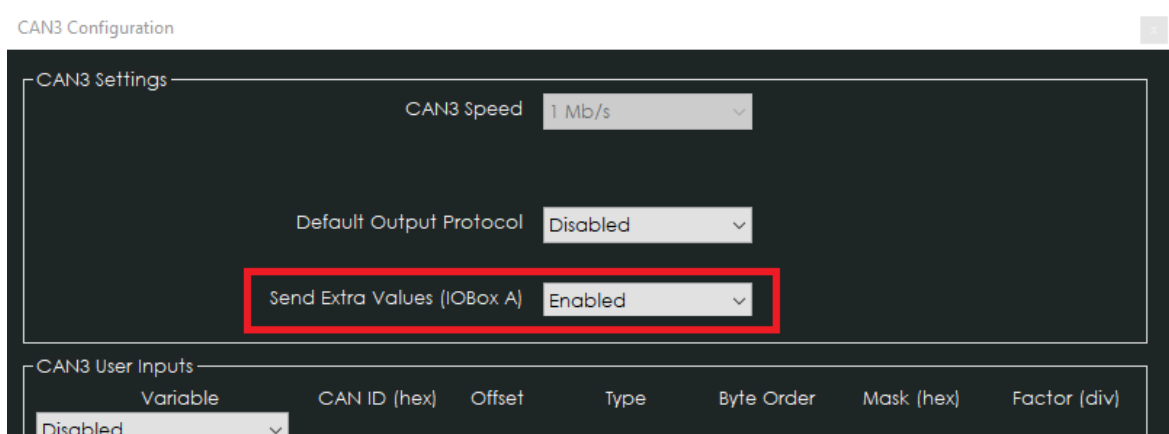 CAN3 Configuration
x
CAN3 Settings
CAN3 Speed 1 Mb/s
Default Output Protocol Disabled
Send Extra Values (IOBox A) Enabled
CAN3 User Inputs
Variable CAN ID (hex) Offset Type Byte Order Mask (hex) Factor (div)
Disabled